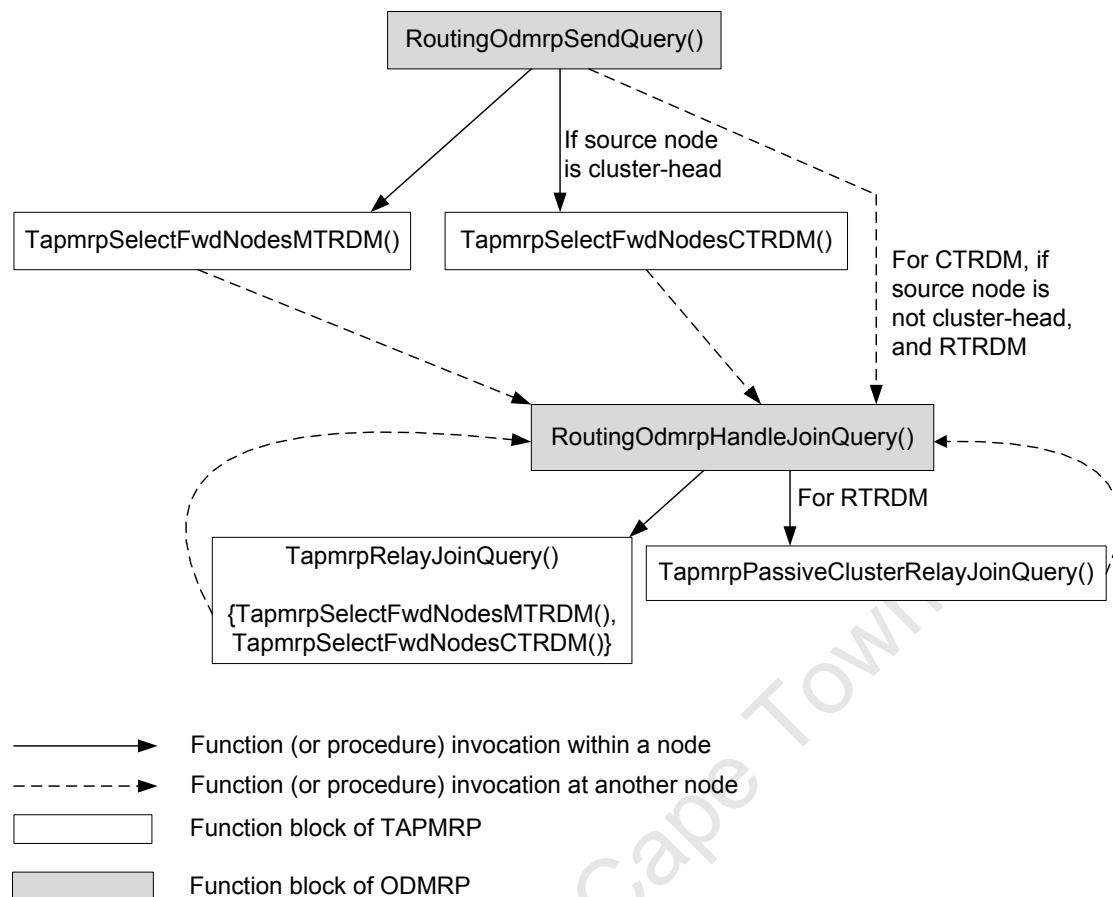 RoutingOdmrpSendQuery()
If source node
is cluster-head
TapmrpSelectFwdNodesMTRDM()
TapmrpSelectFwdNodesCTRDM()
For CTRDM, if
source node is
not cluster-head,
and RTRDM
RoutingOdmrpHandleJoinQuery()
For RTRDM
TapmrpRelayJoinQuery()
{TapmrpSelectFwdNodesMTRDM(),
TapmrpSelectFwdNodesCTRDM()}
TapmrpPassiveClusterRelayJoinQuery()
Function (or procedure) invocation within a node
Function (or procedure) invocation at another node
Function block of TAPMRP
Function block of ODMRP
Cape Town